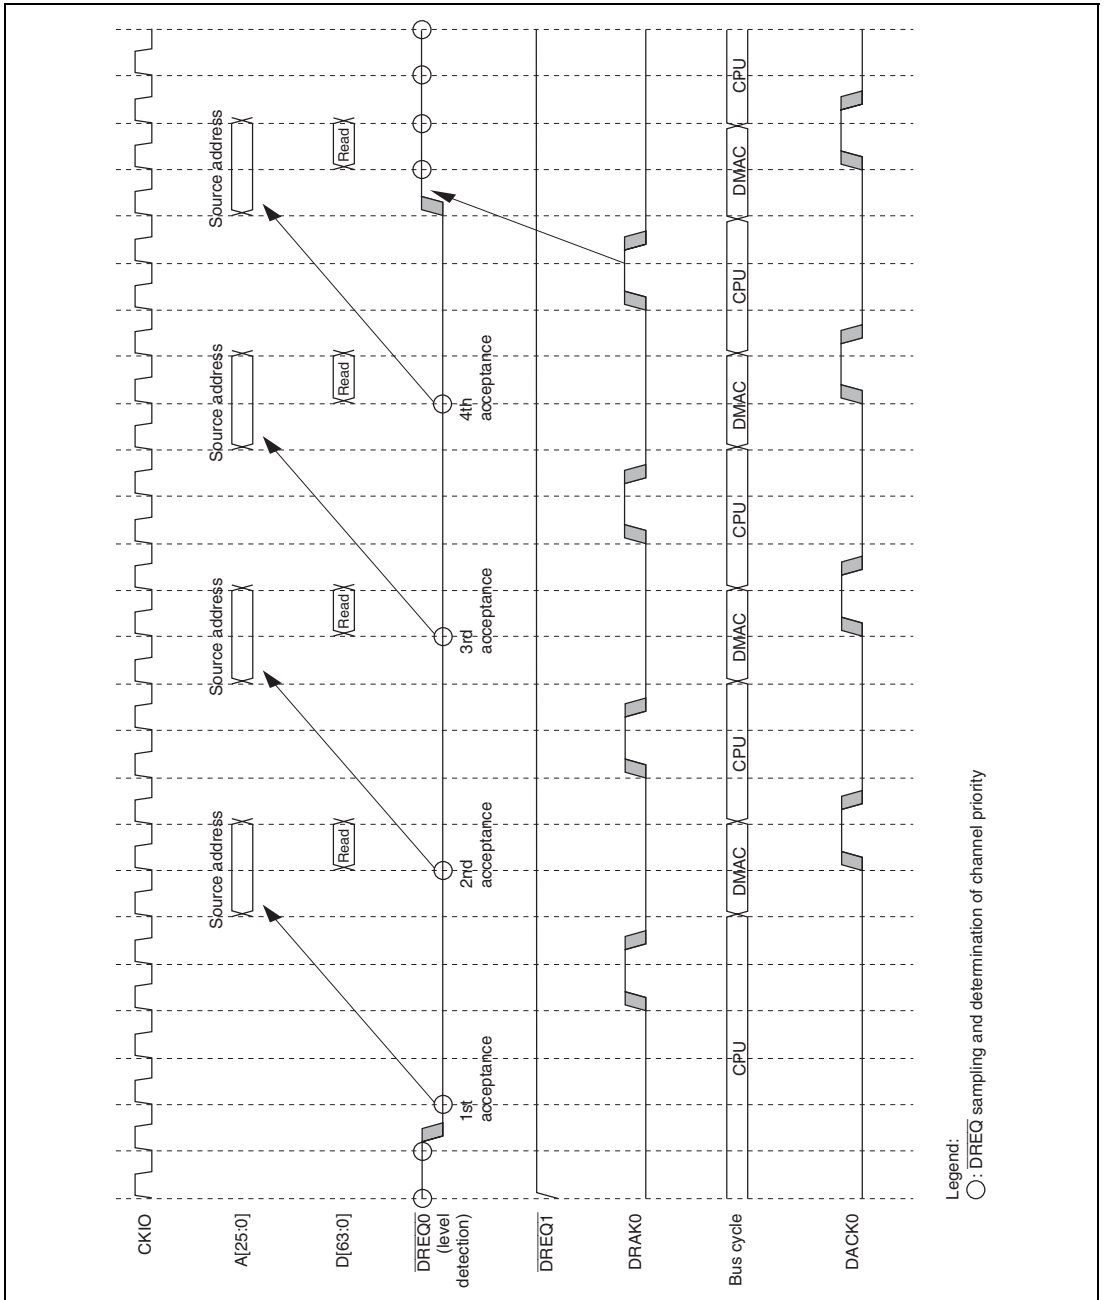 CKIO
Source address
Source address
Source address
Source address
A[25:0]
Read
Read
Read
Read
D[63:0]
DREQ0
(level
detection)
1st
acceptance
2nd
acceptance
3rd
acceptance
4th
acceptance
DREQ1
DRAK0
Bus cycle
CPU
DMAC
CPU
DMAC
CPU
DMAC
CPU
DMAC
CPU
DACK0
Legend:
○: DREQ sampling and determination of channel priority